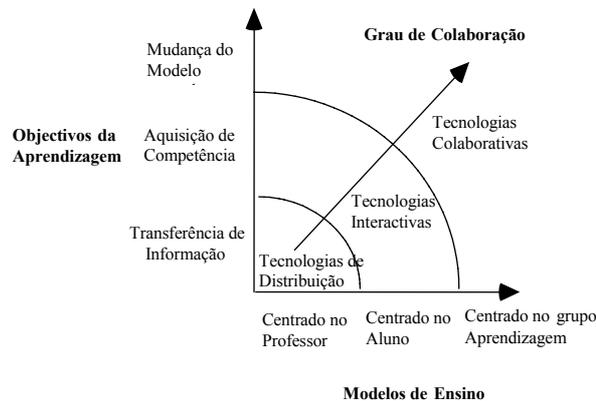 Grau de Colaboração
Mudança do
Modelo
Tecnologias
Colaborativas
Objectivos da
Aprendizagem
Aquisição de
Competência
Tecnologias
Interactivas
Transferência de
Informação
Tecnologias de
Distribuição
Centrado no
Professor
Centrado no
Aluno
Centrado no grupo
Aprendizagem
Modelos de Ensino